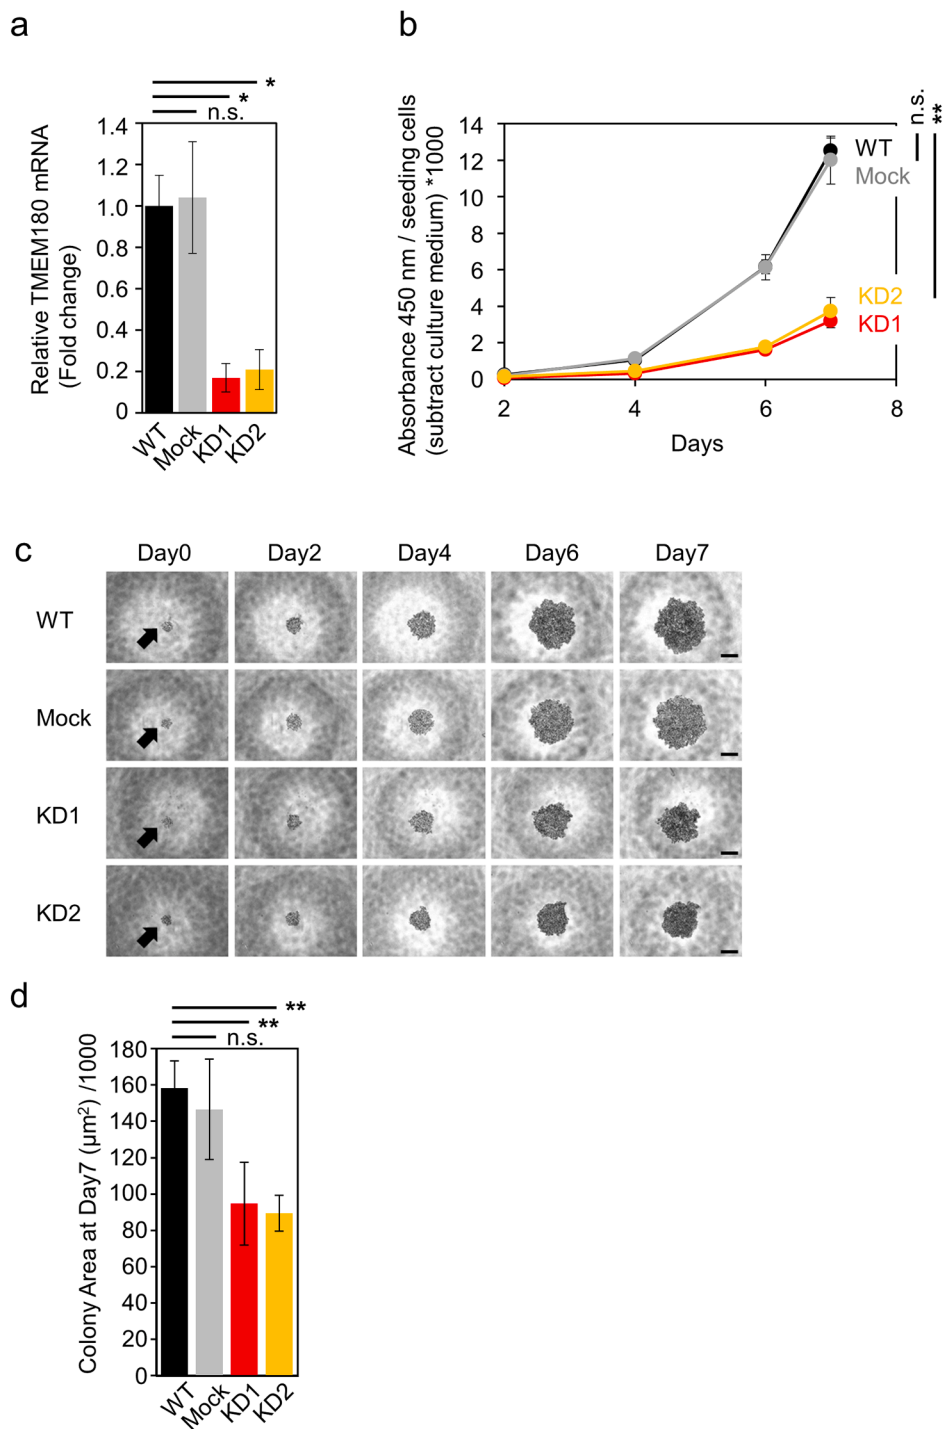 a
*
*
n.s.
Relative TMEM180 mRNA
(Fold change)
1.4
1.2
1.0
0.8
0.6
0.4
0.2
0
WT
Mock
KD1
KD2
b
n.s.
**
Absorbance 450 nm / seeding cells
(subtract culture medium) *1000
14
12
10
8
6
4
2
0
WT
Mock
KD2
KD1
2
4
6
8
Days
c
Day0
Day2
Day4
Day6
Day7
WT
Mock
KD1
KD2
d
**
**
n.s.
Colony Area at Day7 (μm²) /1000
180
160
140
120
100
80
60
40
20
0
WT
Mock
KD1
KD2